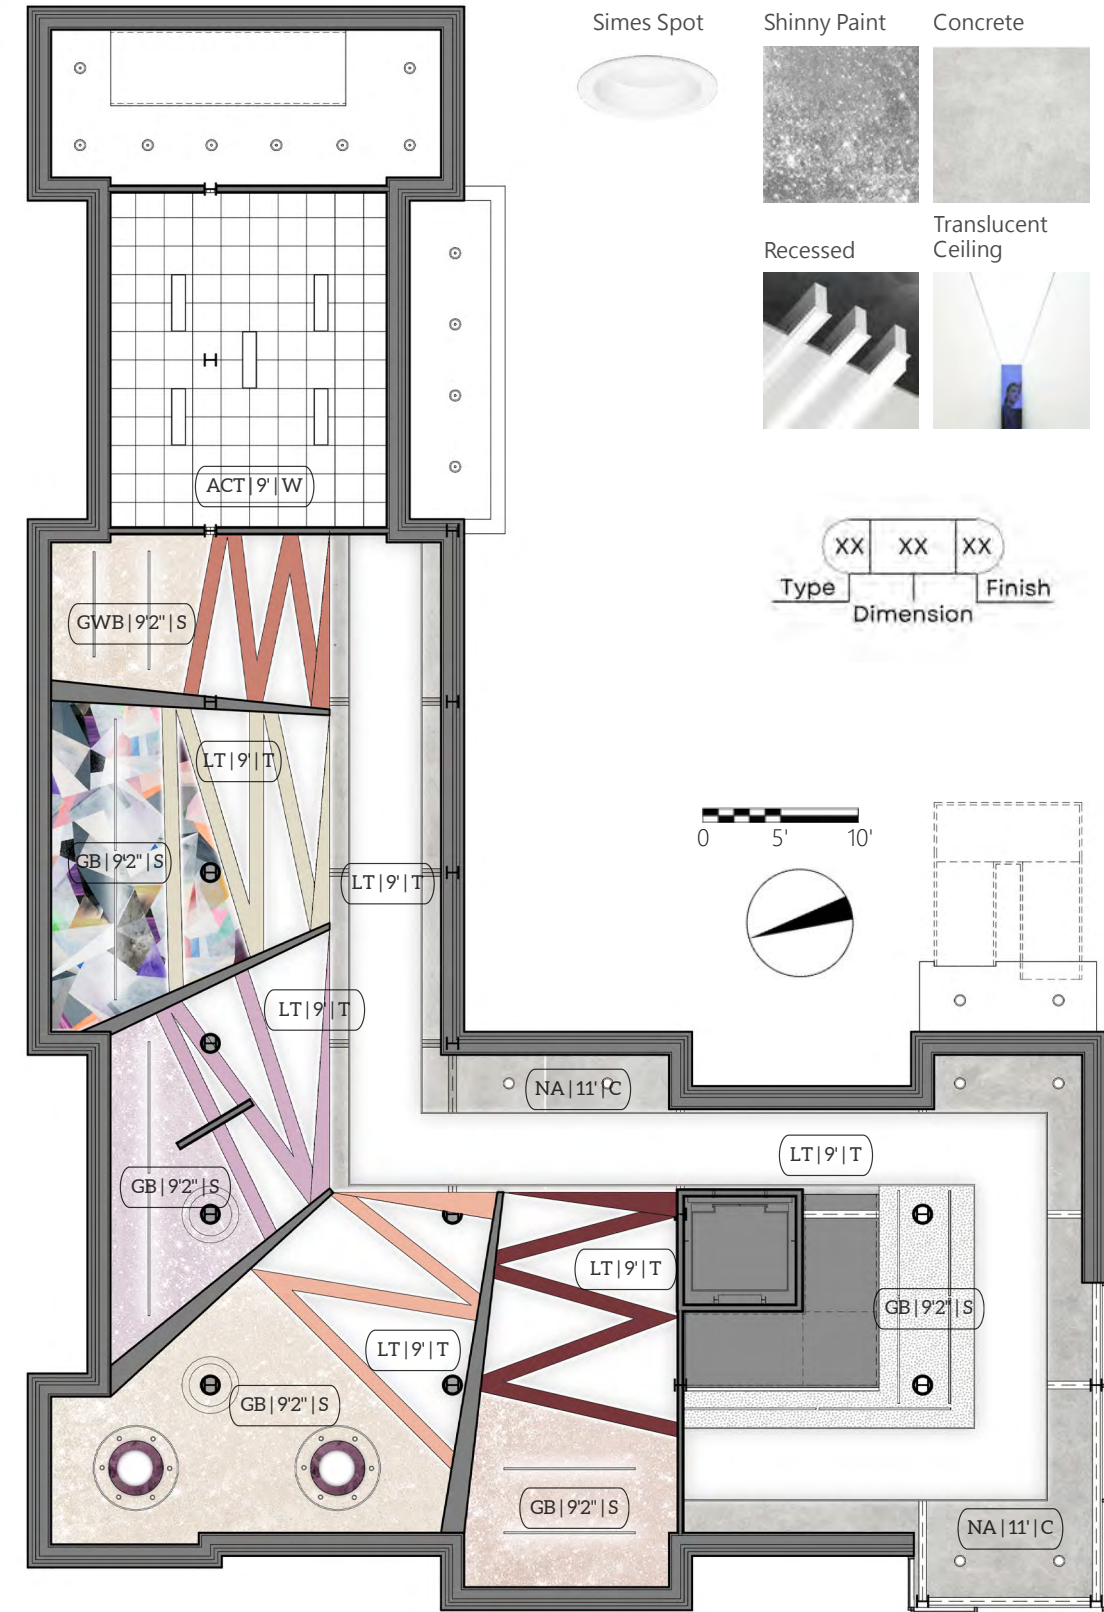 Simes Spot
Shinny Paint
Concrete
Recessed
Translucent
Ceiling
XX XX XX
Type
Dimension
Finish
0 5' 10'
ACT | 9' | W
GWB | 9'2" | S
LT | 9' | T
GB | 9'2" | S
LT | 9' | T
LT | 9' | T
NA | 11' | C
LT | 9' | T
GB | 9'2" | S
LT | 9' | T
GB | 9'2" | S
LT | 9' | T
GB | 9'2" | S
GB | 9'2" | S
NA | 11' | C